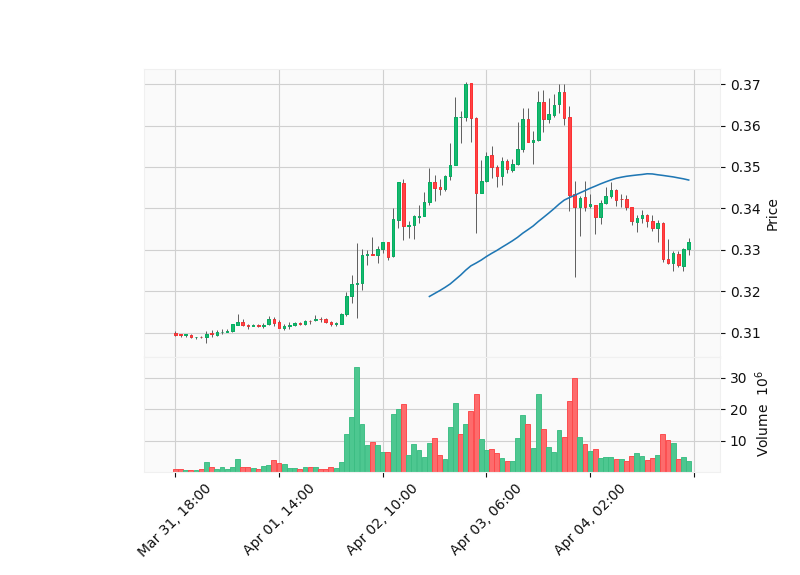 0.37
0.36
0.35
0.34
0.33
0.32
0.31
Price
30
20
10
Volume 10⁶
Mar 31, 18:00
Apr 01, 14:00
Apr 02, 10:00
Apr 03, 06:00
Apr 04, 02:00